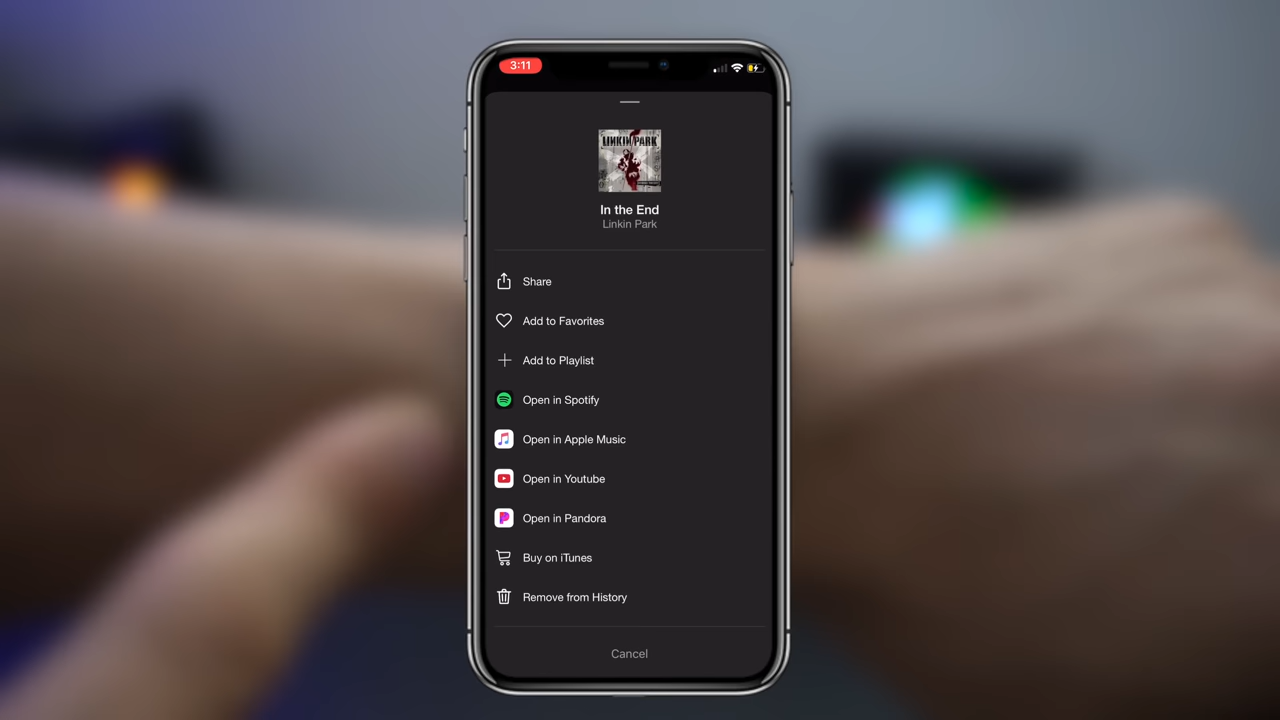 3:11
LINKIN PARK
In the End
Linkin Park
Share
Add to Favorites
Add to Playlist
Open in Spotify
Open in Apple Music
Open in Youtube
Open in Pandora
Buy on iTunes
Remove from History
Cancel